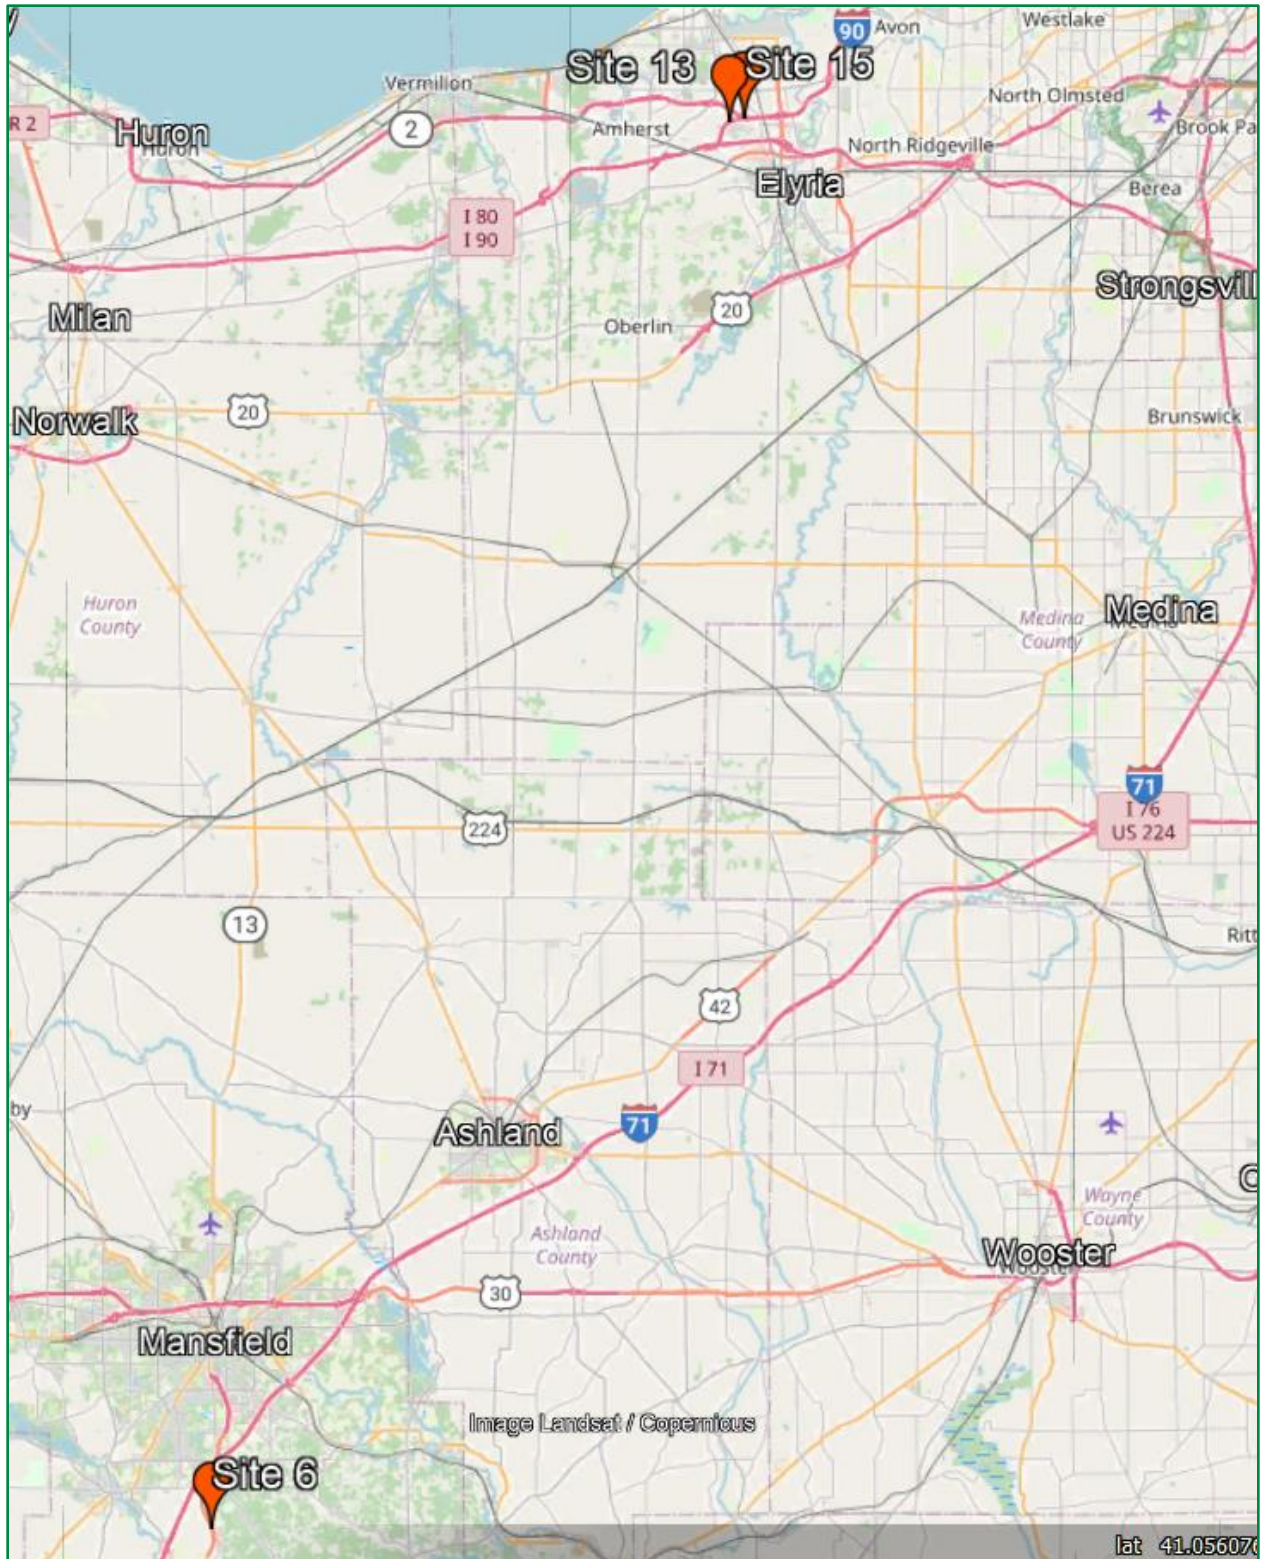 90
Avon
Westlake
Site 13
Site 15
Vermilion
North Olmsted
R 2
Huron
2
Amherst
Brook Pa
North Ridgeville
Elyria
Berea
I 80
I 90
Strongsvill
Milan
Oberlin
20
Norwalk
20
Brunswick
Huron
County
Medina
County
Medina
71
I 76
US 224
224
13
Ritt
42
I 71
by
Ashland
71
Ashland
County
Wayne
County
C
Wooster
30
Mansfield
Image Landsat / Copernicus
Site 6
lat 41.056076